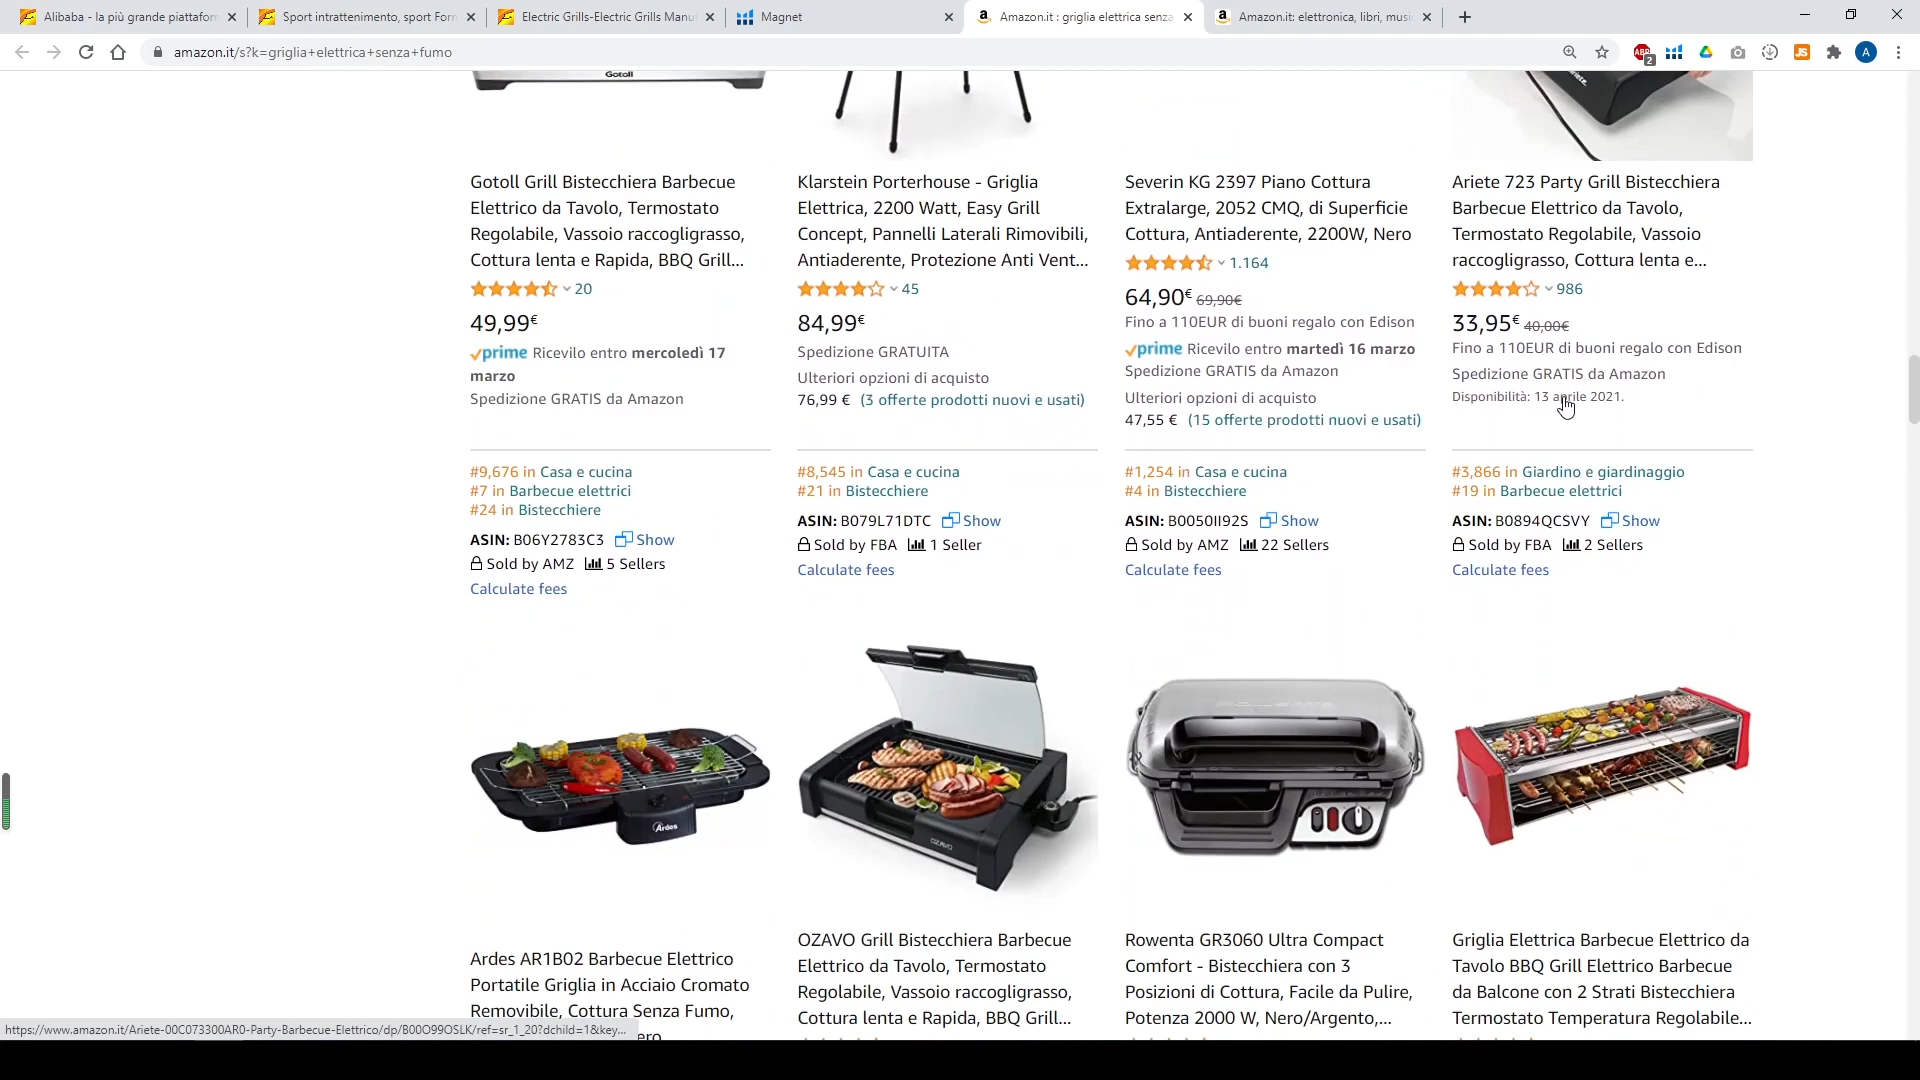 Alibaba - la più grande piattaforn
Sport intrattenimento, sport Forn
Electric Grills-Electric Grills Manu
Magnet
Amazon.it : griglia elettrica senza
Amazon.it: elettronica, libri, musi
amazon.it/s?k=griglia+elettrica+senza+fumo
ABP
2
JS
A
Gotoll
Gotoll Grill Bistecchiera Barbecue
Elettrico da Tavolo, Termostato
Regolabile, Vassoio raccogligrasso,
Cottura lenta e Rapida, BBQ Grill...
20
49,99€
prime Ricevilo entro mercoledì 17
marzo
Spedizione GRATIS da Amazon
#9,676 in Casa e cucina
#7 in Barbecue elettrici
#24 in Bistecchiere
ASIN: B06Y2783C3 Show
Sold by AMZ 5 Sellers
Calculate fees
Klarstein Porterhouse - Griglia
Elettrica, 2200 Watt, Easy Grill
Concept, Pannelli Laterali Rimovibili,
Antiaderente, Protezione Anti Vent...
45
84,99€
Spedizione GRATUITA
Ulteriori opzioni di acquisto
76,99 € (3 offerte prodotti nuovi e usati)
#8,545 in Casa e cucina
#21 in Bistecchiere
ASIN: B079L71DTC Show
Sold by FBA 1 Seller
Calculate fees
Severin KG 2397 Piano Cottura
Extralarge, 2052 CMQ, di Superficie
Cottura, Antiaderente, 2200W, Nero
1.164
64,90€ 69,90€
Fino a 110EUR di buoni regalo con Edison
prime Ricevilo entro martedì 16 marzo
Spedizione GRATIS da Amazon
Ulteriori opzioni di acquisto
47,55 € (15 offerte prodotti nuovi e usati)
#1,254 in Casa e cucina
#4 in Bistecchiere
ASIN: B0050II92S Show
Sold by AMZ 22 Sellers
Calculate fees
Ariete 723 Party Grill Bistecchiera
Barbecue Elettrico da Tavolo,
Termostato Regolabile, Vassoio
raccogligrasso, Cottura lenta e...
986
33,95€ 40,00€
Fino a 110EUR di buoni regalo con Edison
Spedizione GRATIS da Amazon
Disponibilità: 13 aprile 2021.
#3,866 in Giardino e giardinaggio
#19 in Barbecue elettrici
ASIN: B0894QCSVY Show
Sold by FBA 2 Sellers
Calculate fees
Ardes
OZAVO
Ardes AR1B02 Barbecue Elettrico
Portatile Griglia in Acciaio Cromato
Removibile, Cottura Senza Fumo,
ero
OZAVO Grill Bistecchiera Barbecue
Elettrico da Tavolo, Termostato
Regolabile, Vassoio raccogligrasso,
Cottura lenta e Rapida, BBQ Grill...
Rowenta GR3060 Ultra Compact
Comfort - Bistecchiera con 3
Posizioni di Cottura, Facile da Pulire,
Potenza 2000 W, Nero/Argento,...
Griglia Elettrica Barbecue Elettrico da
Tavolo BBQ Grill Elettrico Barbecue
da Balcone con 2 Strati Bistecchiera
Termostato Temperatura Regolabile...
https://www.amazon.it/Ariete-00C073300AR0-Party-Barbecue-Elettrico/dp/B00O99OSLK/ref=sr_1_20?dchild=1&key...